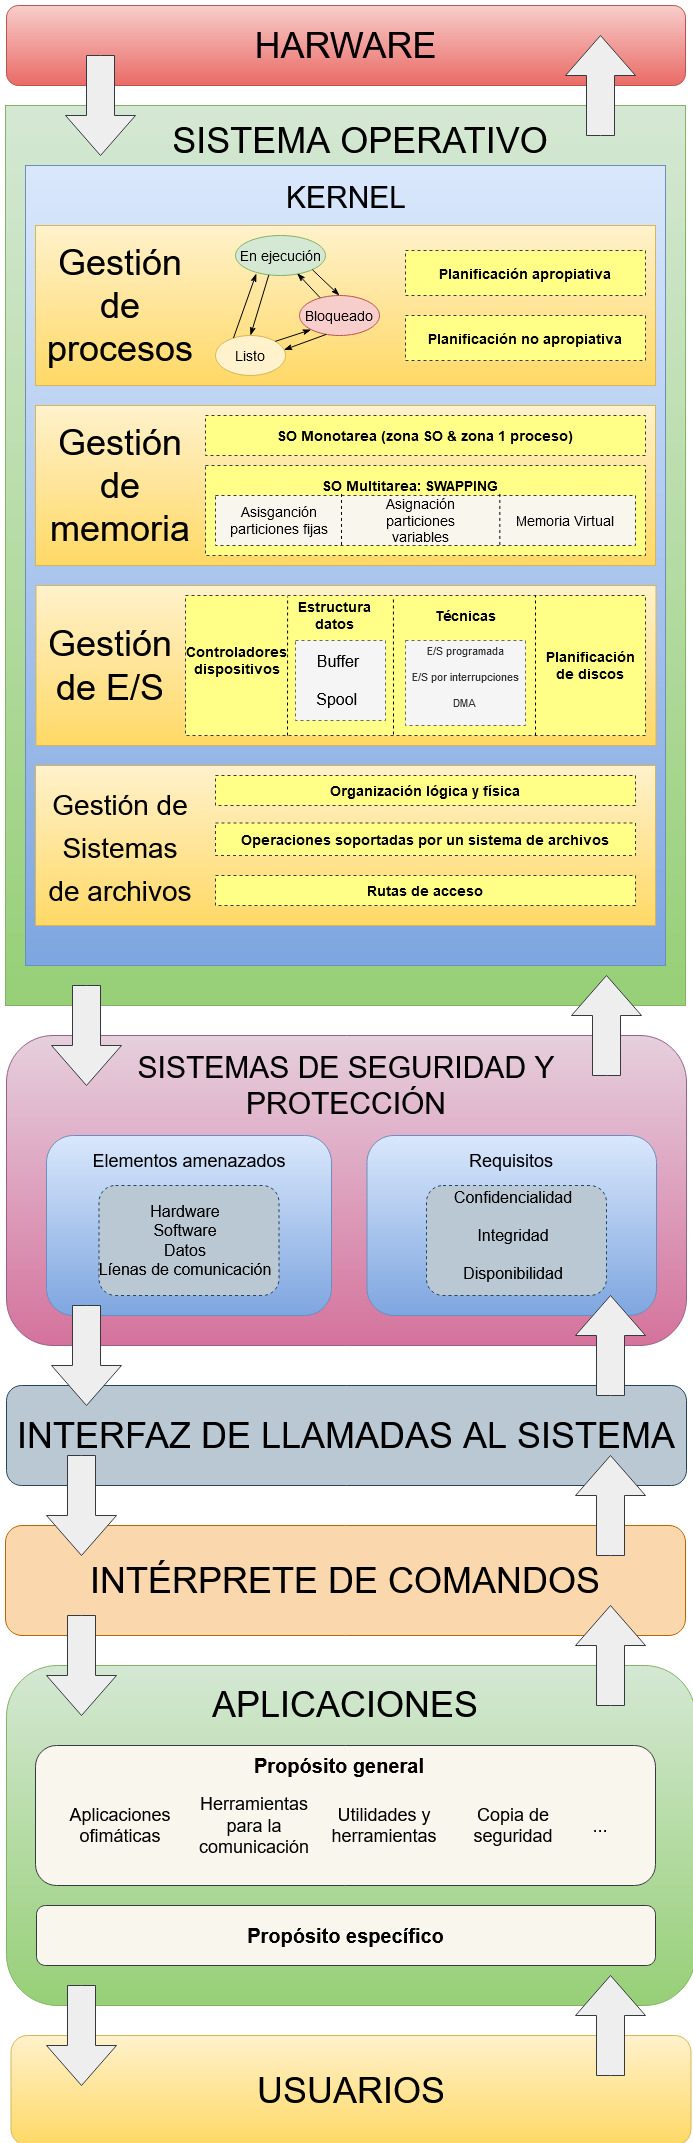 HARWARE
SISTEMA OPERATIVO
KERNEL
Gestión
de
procesos
En ejecución
Bloqueado
Listo
Planificación apropiativa
Planificación no apropiativa
Gestión
de
memoria
SO Monotarea (zona SO & zona 1 proceso)
SO Multitarea: SWAPPING
Asisganción
particiones fijas
Asignación
particiones
variables
Memoria Virtual
Gestión
de E/S
Controladores
dispositivos
Estructura
datos
Buffer
Spool
Técnicas
E/S programada
E/S por interrupciones
DMA
Planificación
de discos
Gestión de
Sistemas
de archivos
Organización lógica y física
Operaciones soportadas por un sistema de archivos
Rutas de acceso
SISTEMAS DE SEGURIDAD Y
PROTECCIÓN
Elementos amenazados
Hardware
Software
Datos
Líenas de comunicación
Requisitos
Confidencialidad
Integridad
Disponibilidad
INTERFAZ DE LLAMADAS AL SISTEMA
INTÉRPRETE DE COMANDOS
APLICACIONES
Propósito general
Aplicaciones
ofimáticas
Herramientas
para la
comunicación
Utilidades y
herramientas
Copia de
seguridad
...
Propósito específico
USUARIOS